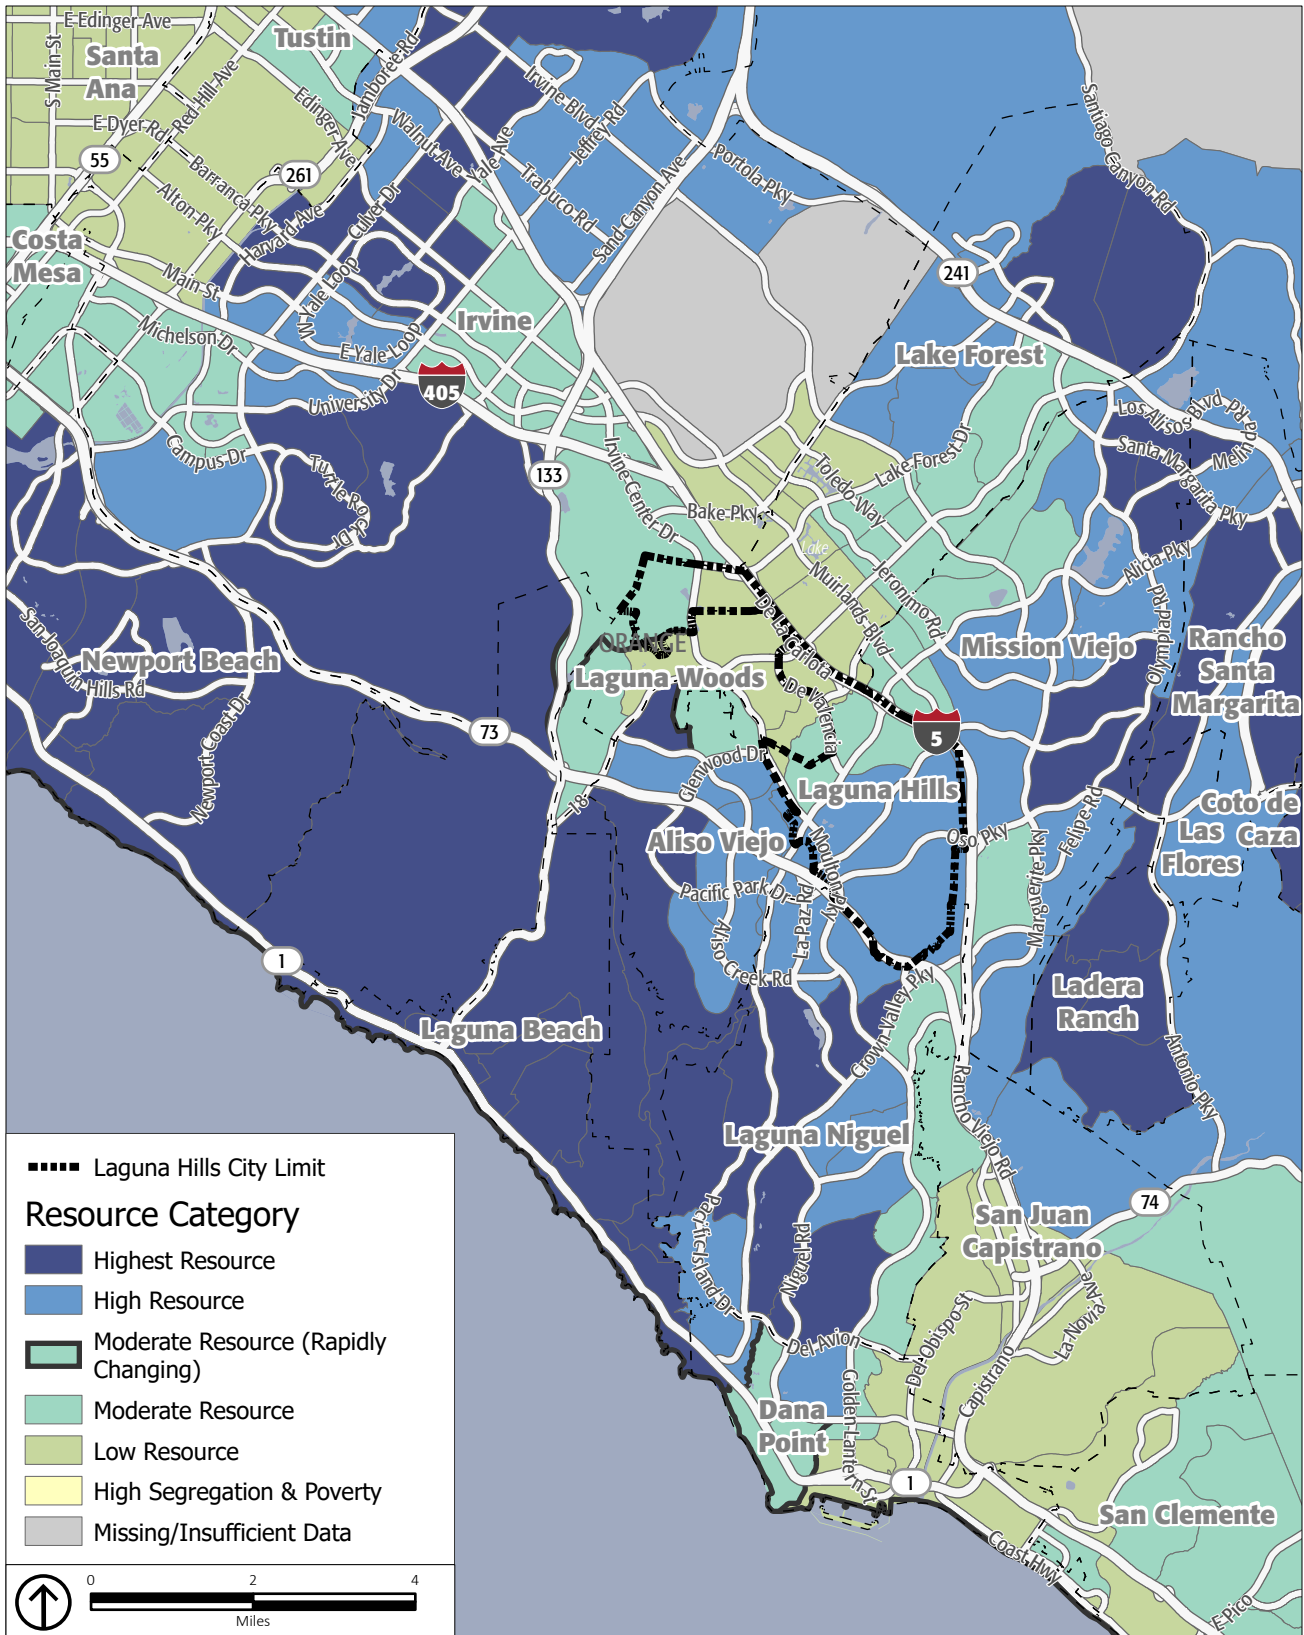 E Edinger Ave
S Main St
Santa
Ana
Tustin
Jamboree Rd
Red Hill Ave
E Dyer Rd
Edinger Ave
Irvine Blvd
Jeffrey Rd
Walnut Ave
Yale Ave
Trabuco Rd
Sand Canyon Ave
Portola Pky
Santiago Canyon Rd
55
261
Barranca Pky
Alton Pky
Harvard Ave
Culver Dr
Costa
Mesa
Main St
W Yale Loop
Michelson Dr
E Yale Loop
Irvine
241
Lake Forest
405
University Dr
Campus Dr
Turtle Rock Dr
133
Irvine Center Dr
Bake Pky
Toledo Way
Lake Forest Dr
Los Alisos Blvd
Melinda Rd
Santa Margarita Pky
Lake
Muirlands Blvd
Jeronimo Rd
Alicia Pky
Olympiad Rd
De La Carlota
ORANGE
Laguna Woods
De Valencia
Mission Viejo
Rancho
Santa
Margarita
San Joaquin Hills Rd
Newport Beach
Newport Coast Dr
73
5
Glenwood Dr
Laguna Hills
18
Aliso Viejo
Moulton Pky
Oso Pky
Marguerite Pky
Felipe Rd
Coto de
Caza
Las
Flores
Pacific Park Dr
La Paz Rd
Aliso Creek Rd
1
Crown Valley Pky
Ladera
Ranch
Laguna Beach
Antonio Pky
Rancho Viejo Rd
Laguna Niguel
74
San Juan
Capistrano
Pacific Island Dr
Niguel Rd
Del Avion
Del Obispo St
La Novia Ave
Capistrano
Golden Lantern St
Dana
Point
1
San Clemente
Coast Hwy
E Pico
Laguna Hills City Limit
Resource Category
Highest Resource
High Resource
Moderate Resource (Rapidly
Changing)
Moderate Resource
Low Resource
High Segregation & Poverty
Missing/Insufficient Data
0 2 4
Miles